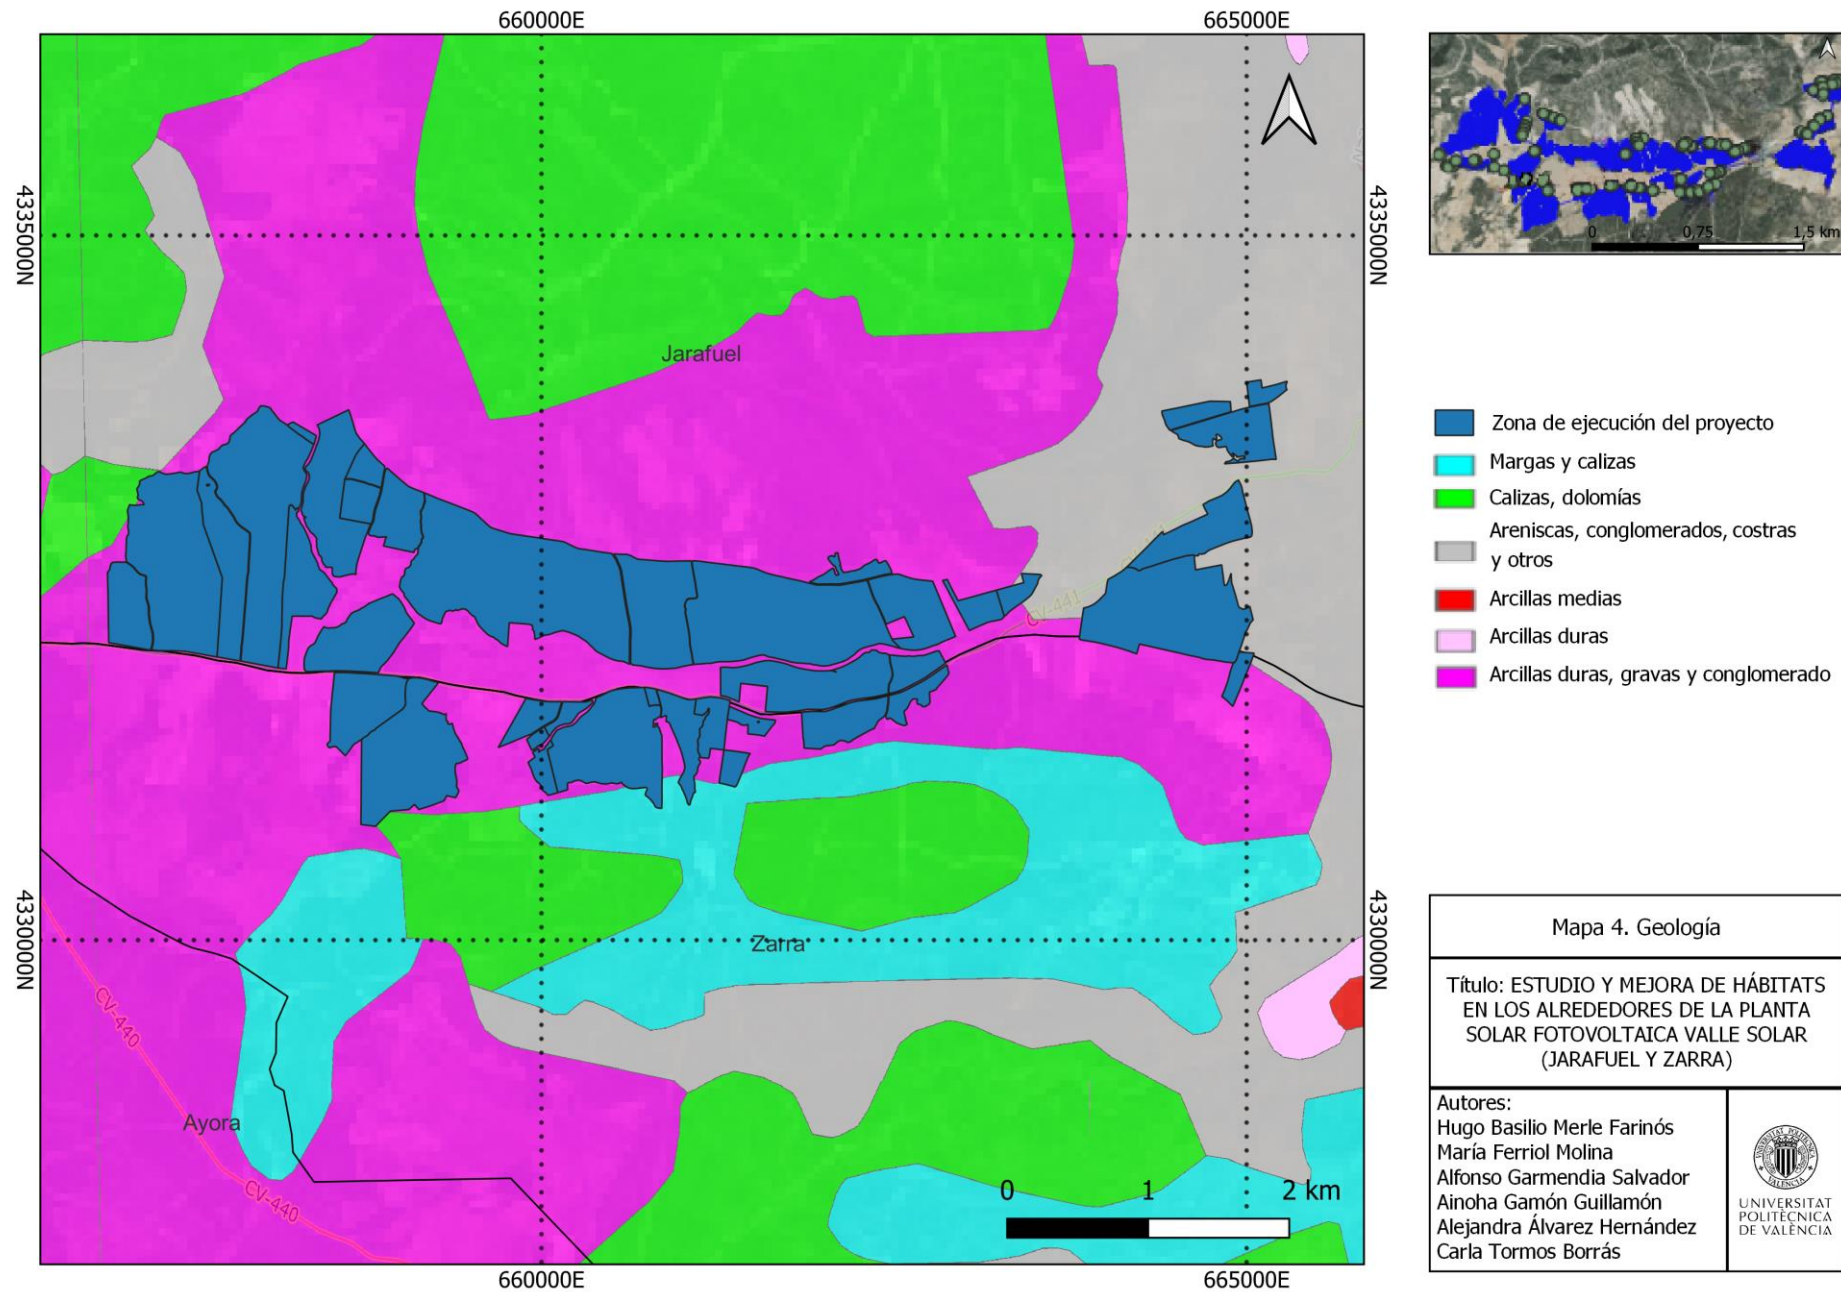 660000E
665000E
4335000N
4335000N
Jarafuel
CV-441
4330000N
4330000N
Zarra
CV-440
Ayora
CV-440
0 1 2 km
660000E
665000E
0 0,75 1,5 km
Zona de ejecución del proyecto
Margas y calizas
Calizas, dolomías
Areniscas, conglomerados, costras
y otros
Arcillas medias
Arcillas duras
Arcillas duras, gravas y conglomerado
Mapa 4. Geología
Título: ESTUDIO Y MEJORA DE HÁBITATS
EN LOS ALREDEDORES DE LA PLANTA
SOLAR FOTOVOLTAICA VALLE SOLAR
(JARAFUEL Y ZARRA)
Autores:
Hugo Basilio Merle Farinós
María Ferriol Molina
Alfonso Garmendia Salvador
Ainoha Gamón Guillamón
Alejandra Álvarez Hernández
Carla Tormos Borrás
UNIVERSITAT
POLITÈCNICA
DE VALÈNCIA